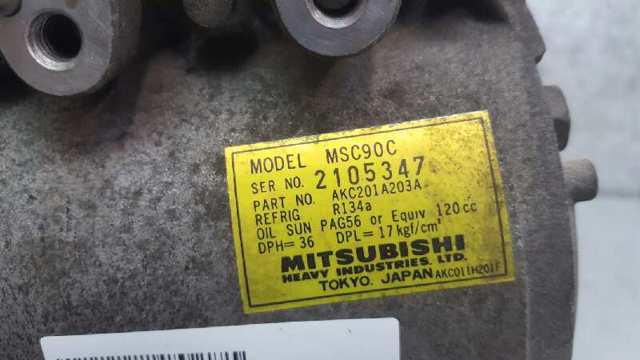 MODEL MSC90C
SER NO. 2105347
PART NO. AKC201A203A
REFRIG R134a
OIL SUN PAG56 or Equiv 120cc
DPH=36 DPL=17kgf/cm²
MITSUBISHI
HEAVY INDUSTRIES, LTD.
TOKYO. JAPAN AKC011H201F